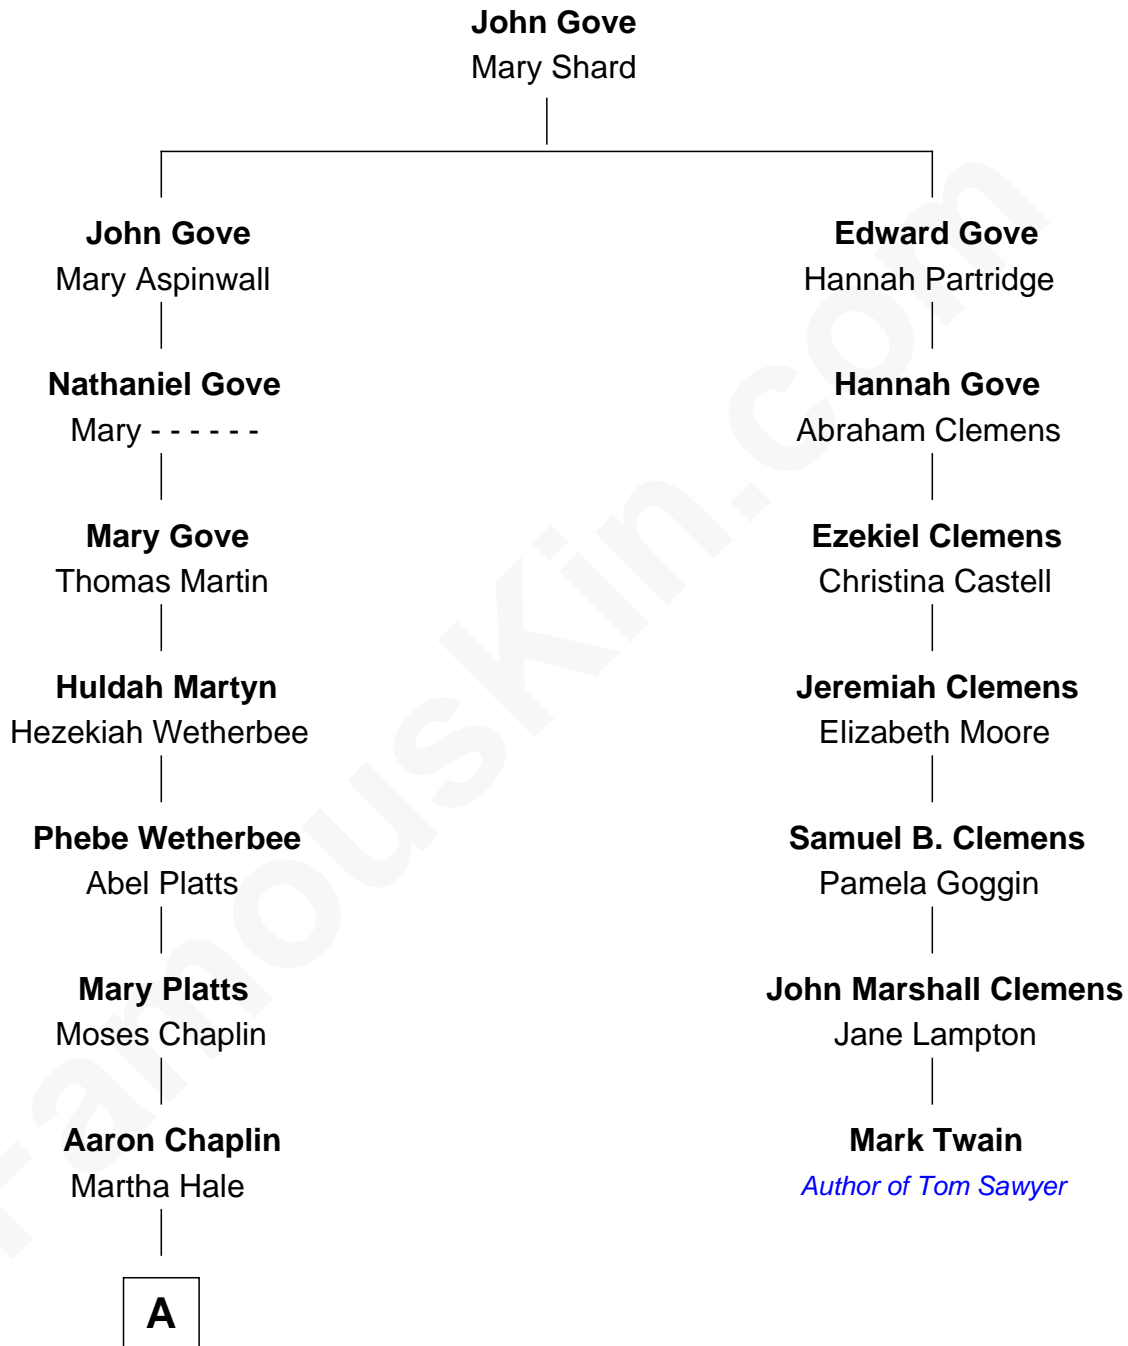 John Gove
Mary Shard
John Gove
Mary Aspinwall
Nathaniel Gove
Mary - - - - - -
Mary Gove
Thomas Martin
Huldah Martyn
Hezekiah Wetherbee
Phebe Wetherbee
Abel Platts
Mary Platts
Moses Chaplin
Aaron Chaplin
Martha Hale
A
Edward Gove
Hannah Partridge
Hannah Gove
Abraham Clemens
Ezekiel Clemens
Christina Castell
Jeremiah Clemens
Elizabeth Moore
Samuel B. Clemens
Pamela Goggin
John Marshall Clemens
Jane Lampton
Mark Twain
Author of Tom Sawyer
FamousKin.com